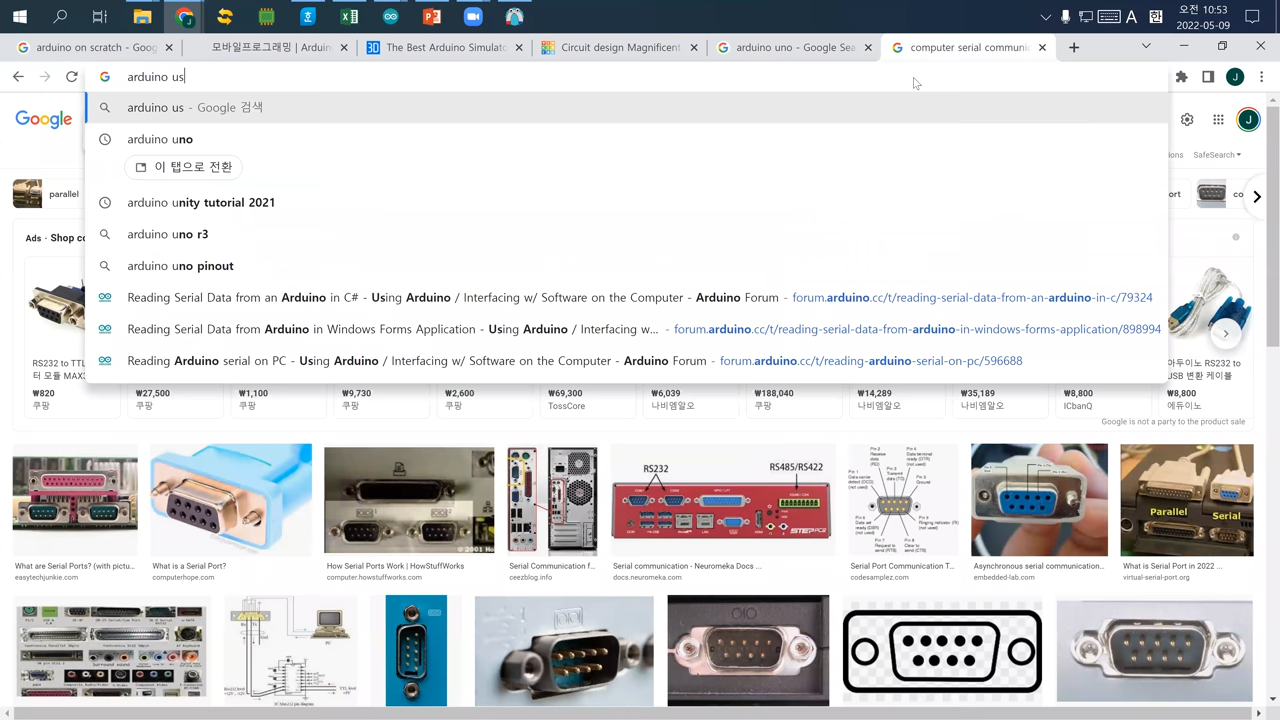 오전 10:53
2022-05-09
arduino on scratch - Goog
모바일프로그래밍 | Arduin
The Best Arduino Simulato
Circuit design Magnificent
arduino uno - Google Sea
computer serial communic
arduino us
arduino us - Google 검색
arduino uno
이 탭으로 전환
arduino unity tutorial 2021
arduino uno r3
arduino uno pinout
Reading Serial Data from an Arduino in C# - Using Arduino / Interfacing w/ Software on the Computer - Arduino Forum - forum.arduino.cc/t/reading-serial-data-from-an-arduino-in-c/79324
Reading Serial Data from Arduino in Windows Forms Application - Using Arduino / Interfacing w... - forum.arduino.cc/t/reading-serial-data-from-arduino-in-windows-forms-application/898994
Reading Arduino serial on PC - Using Arduino / Interfacing w/ Software on the Computer - Arduino Forum - forum.arduino.cc/t/reading-arduino-serial-on-pc/596688
Google
SafeSearch
parallel
Ads · Shop co
RS232 to TTL
터 모듈 MAX3
아두이노 RS232 to
USB 변환 케이블
₩820 ₩27,500 ₩1,100 ₩9,730 ₩2,600 ₩69,300 ₩6,039 ₩188,040 ₩14,289 ₩35,189 ₩8,800 ₩8,800
쿠팡 쿠팡 쿠팡 쿠팡 쿠팡 TossCore 나비엠알오 쿠팡 나비엠알오 나비엠알오 ICbanQ 에듀이노
Google is not a party to the product sale
RS232
RS485/RS422
STEPPC2
Parallel
Serial
What are Serial Ports? (with pictu...
easytechjunkie.com
What is a Serial Port?
computerhope.com
How Serial Ports Work | HowStuffWorks
computer.howstuffworks.com
Serial Communication f...
ceezblog.info
Serial communication - Neuromeka Docs ...
docs.neuromeka.com
Serial Port Communication T...
codesamplez.com
Asynchronous serial communication...
embedded-lab.com
What is Serial Port in 2022 ...
virtual-serial-port.org